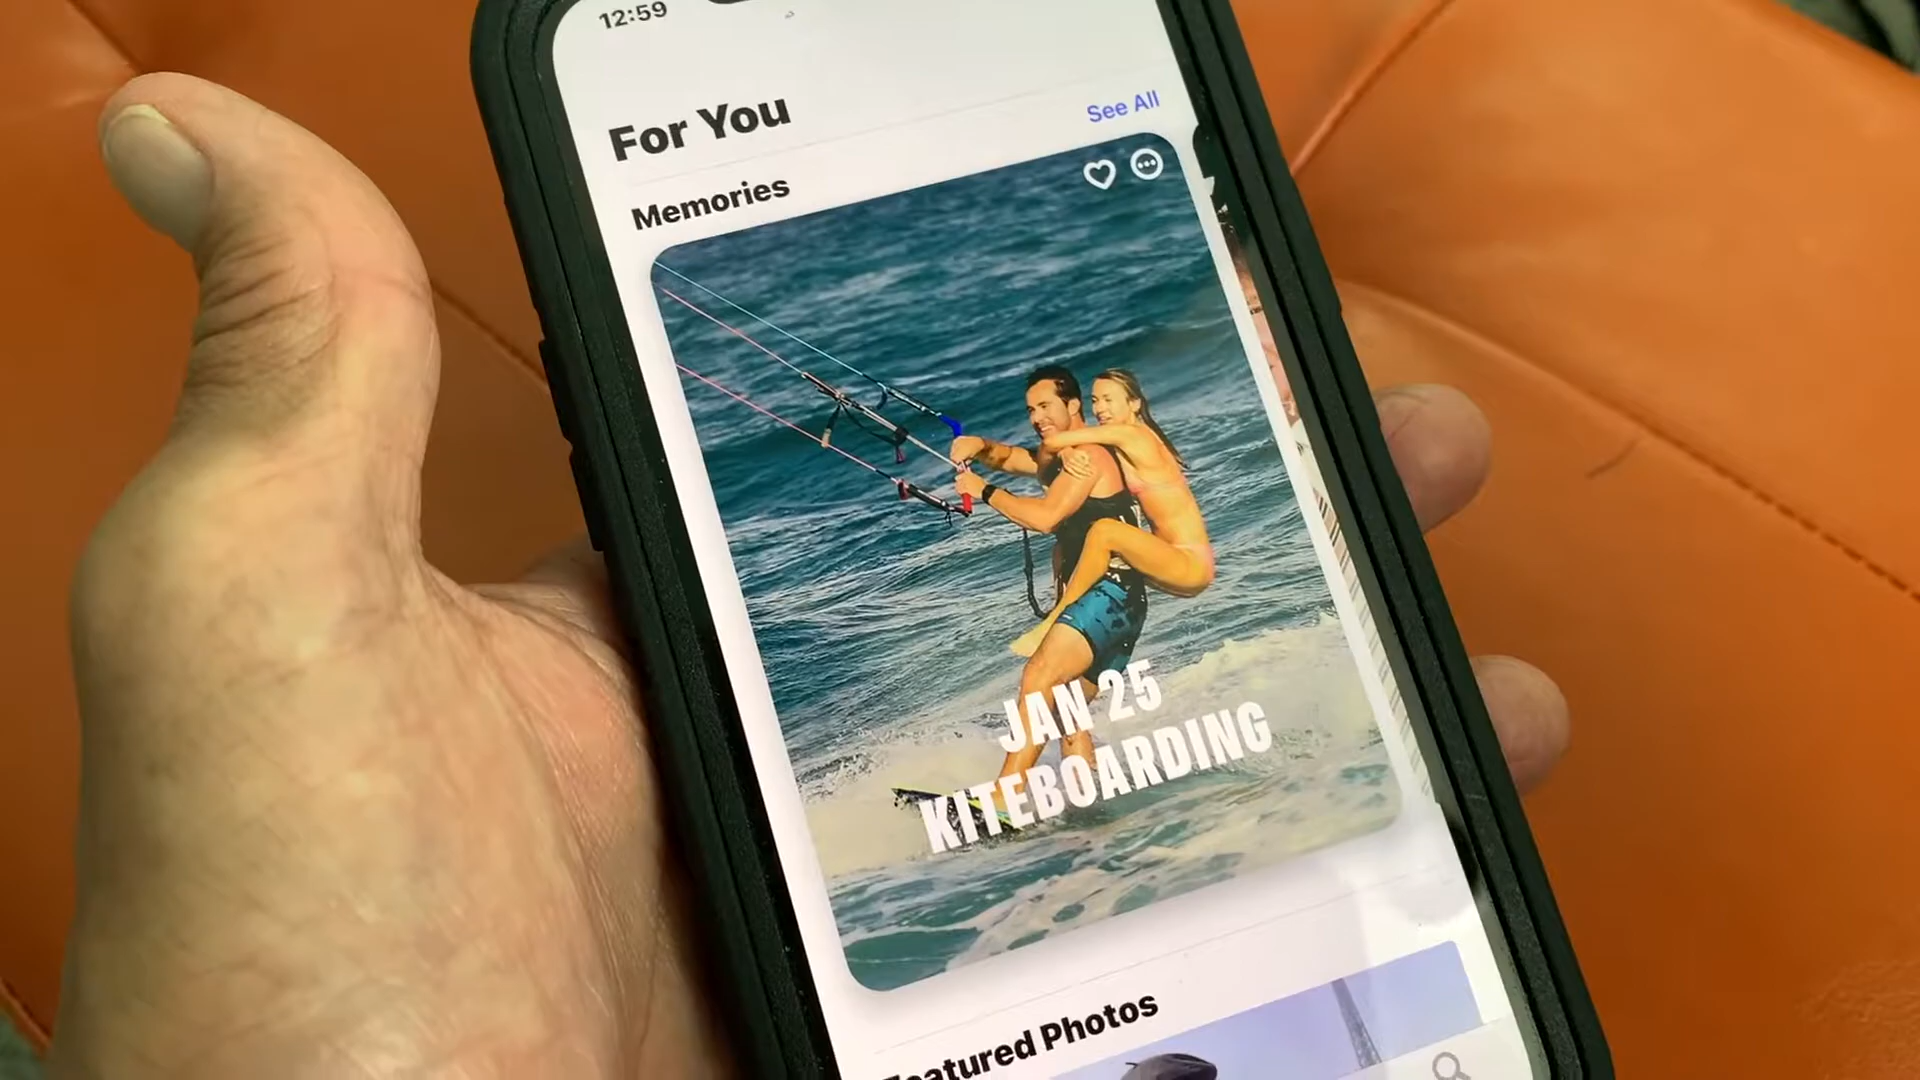 12:59
For You
See All
Memories
JAN 25
KITEBOARDING
Featured Photos